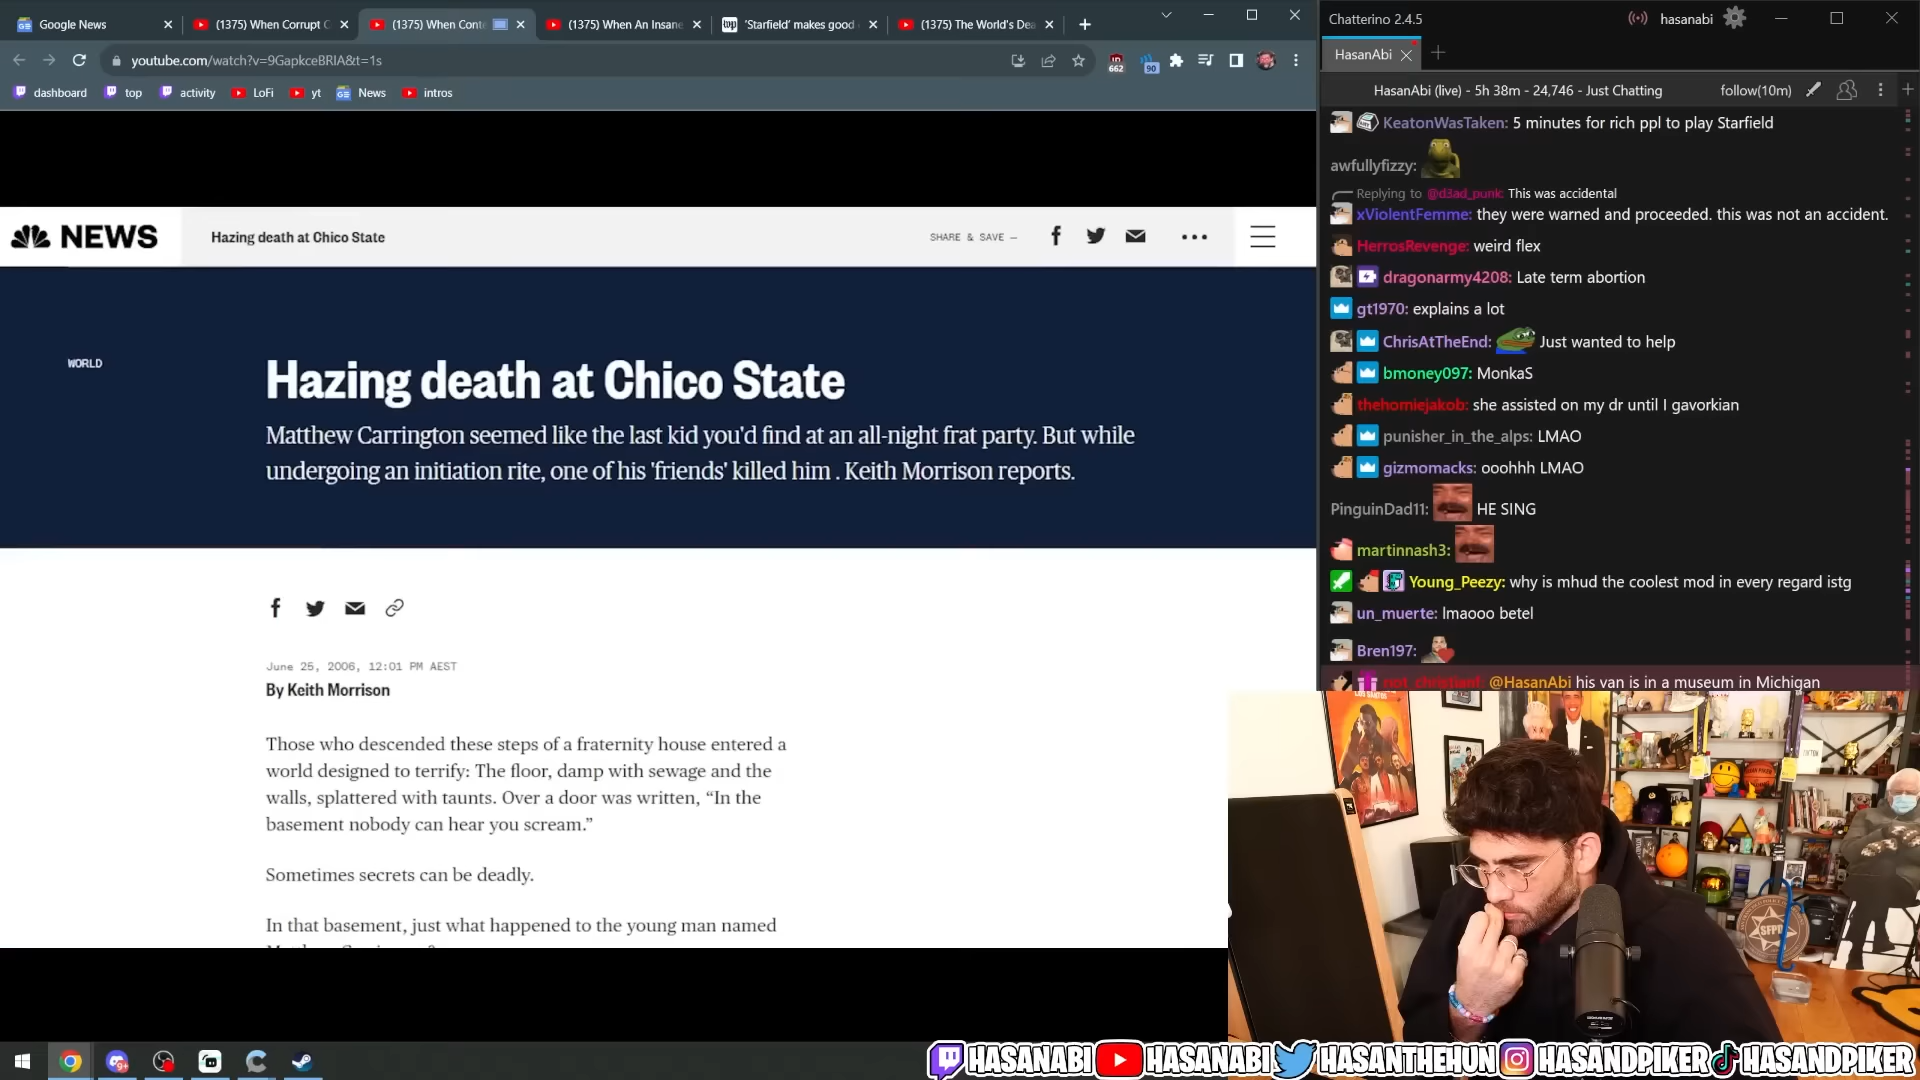 Google News
(1375) When Corrupt C
(1375) When Conte
(1375) When An Insane
'Starfield' makes good
(1375) The World's Dea
youtube.com/watch?v=9GapkceBRIA&t=1s
662
90
dashboard
top
activity
LoFi
yt
News
intros
NEWS
Hazing death at Chico State
SHARE & SAVE —
WORLD
Hazing death at Chico State
Matthew Carrington seemed like the last kid you'd find at an all-night frat party. But while
undergoing an initiation rite, one of his 'friends' killed him . Keith Morrison reports.
June 25, 2006, 12:01 PM AEST
By Keith Morrison
Those who descended these steps of a fraternity house entered a
world designed to terrify: The floor, damp with sewage and the
walls, splattered with taunts. Over a door was written, “In the
basement nobody can hear you scream.”
Sometimes secrets can be deadly.
In that basement, just what happened to the young man named
Chatterino 2.4.5
hasanabi
HasanAbi
HasanAbi (live) - 5h 38m - 24,746 - Just Chatting
follow(10m)
KeatonWasTaken: 5 minutes for rich ppl to play Starfield
awfullyfizzy:
Replying to @d3ad_punk: This was accidental
xViolentFemme: they were warned and proceeded. this was not an accident.
HerrosRevenge: weird flex
dragonarmy4208: Late term abortion
gt1970: explains a lot
ChrisAtTheEnd: Just wanted to help
bmoney097: MonkaS
thehomiejakob: she assisted on my dr until I gavorkian
punisher_in_the_alps: LMAO
gizmomacks: ooohhh LMAO
PinguinDad11: HE SING
martinnash3:
Young_Peezy: why is mhud the coolest mod in every regard istg
un_muerte: lmaooo betel
Bren197:
not_christianf: @HasanAbi his van is in a museum in Michigan
SFPD
HASANABI
HASANABI
HASANTHEHUN
HASANDPIKER
HASANDPIKER